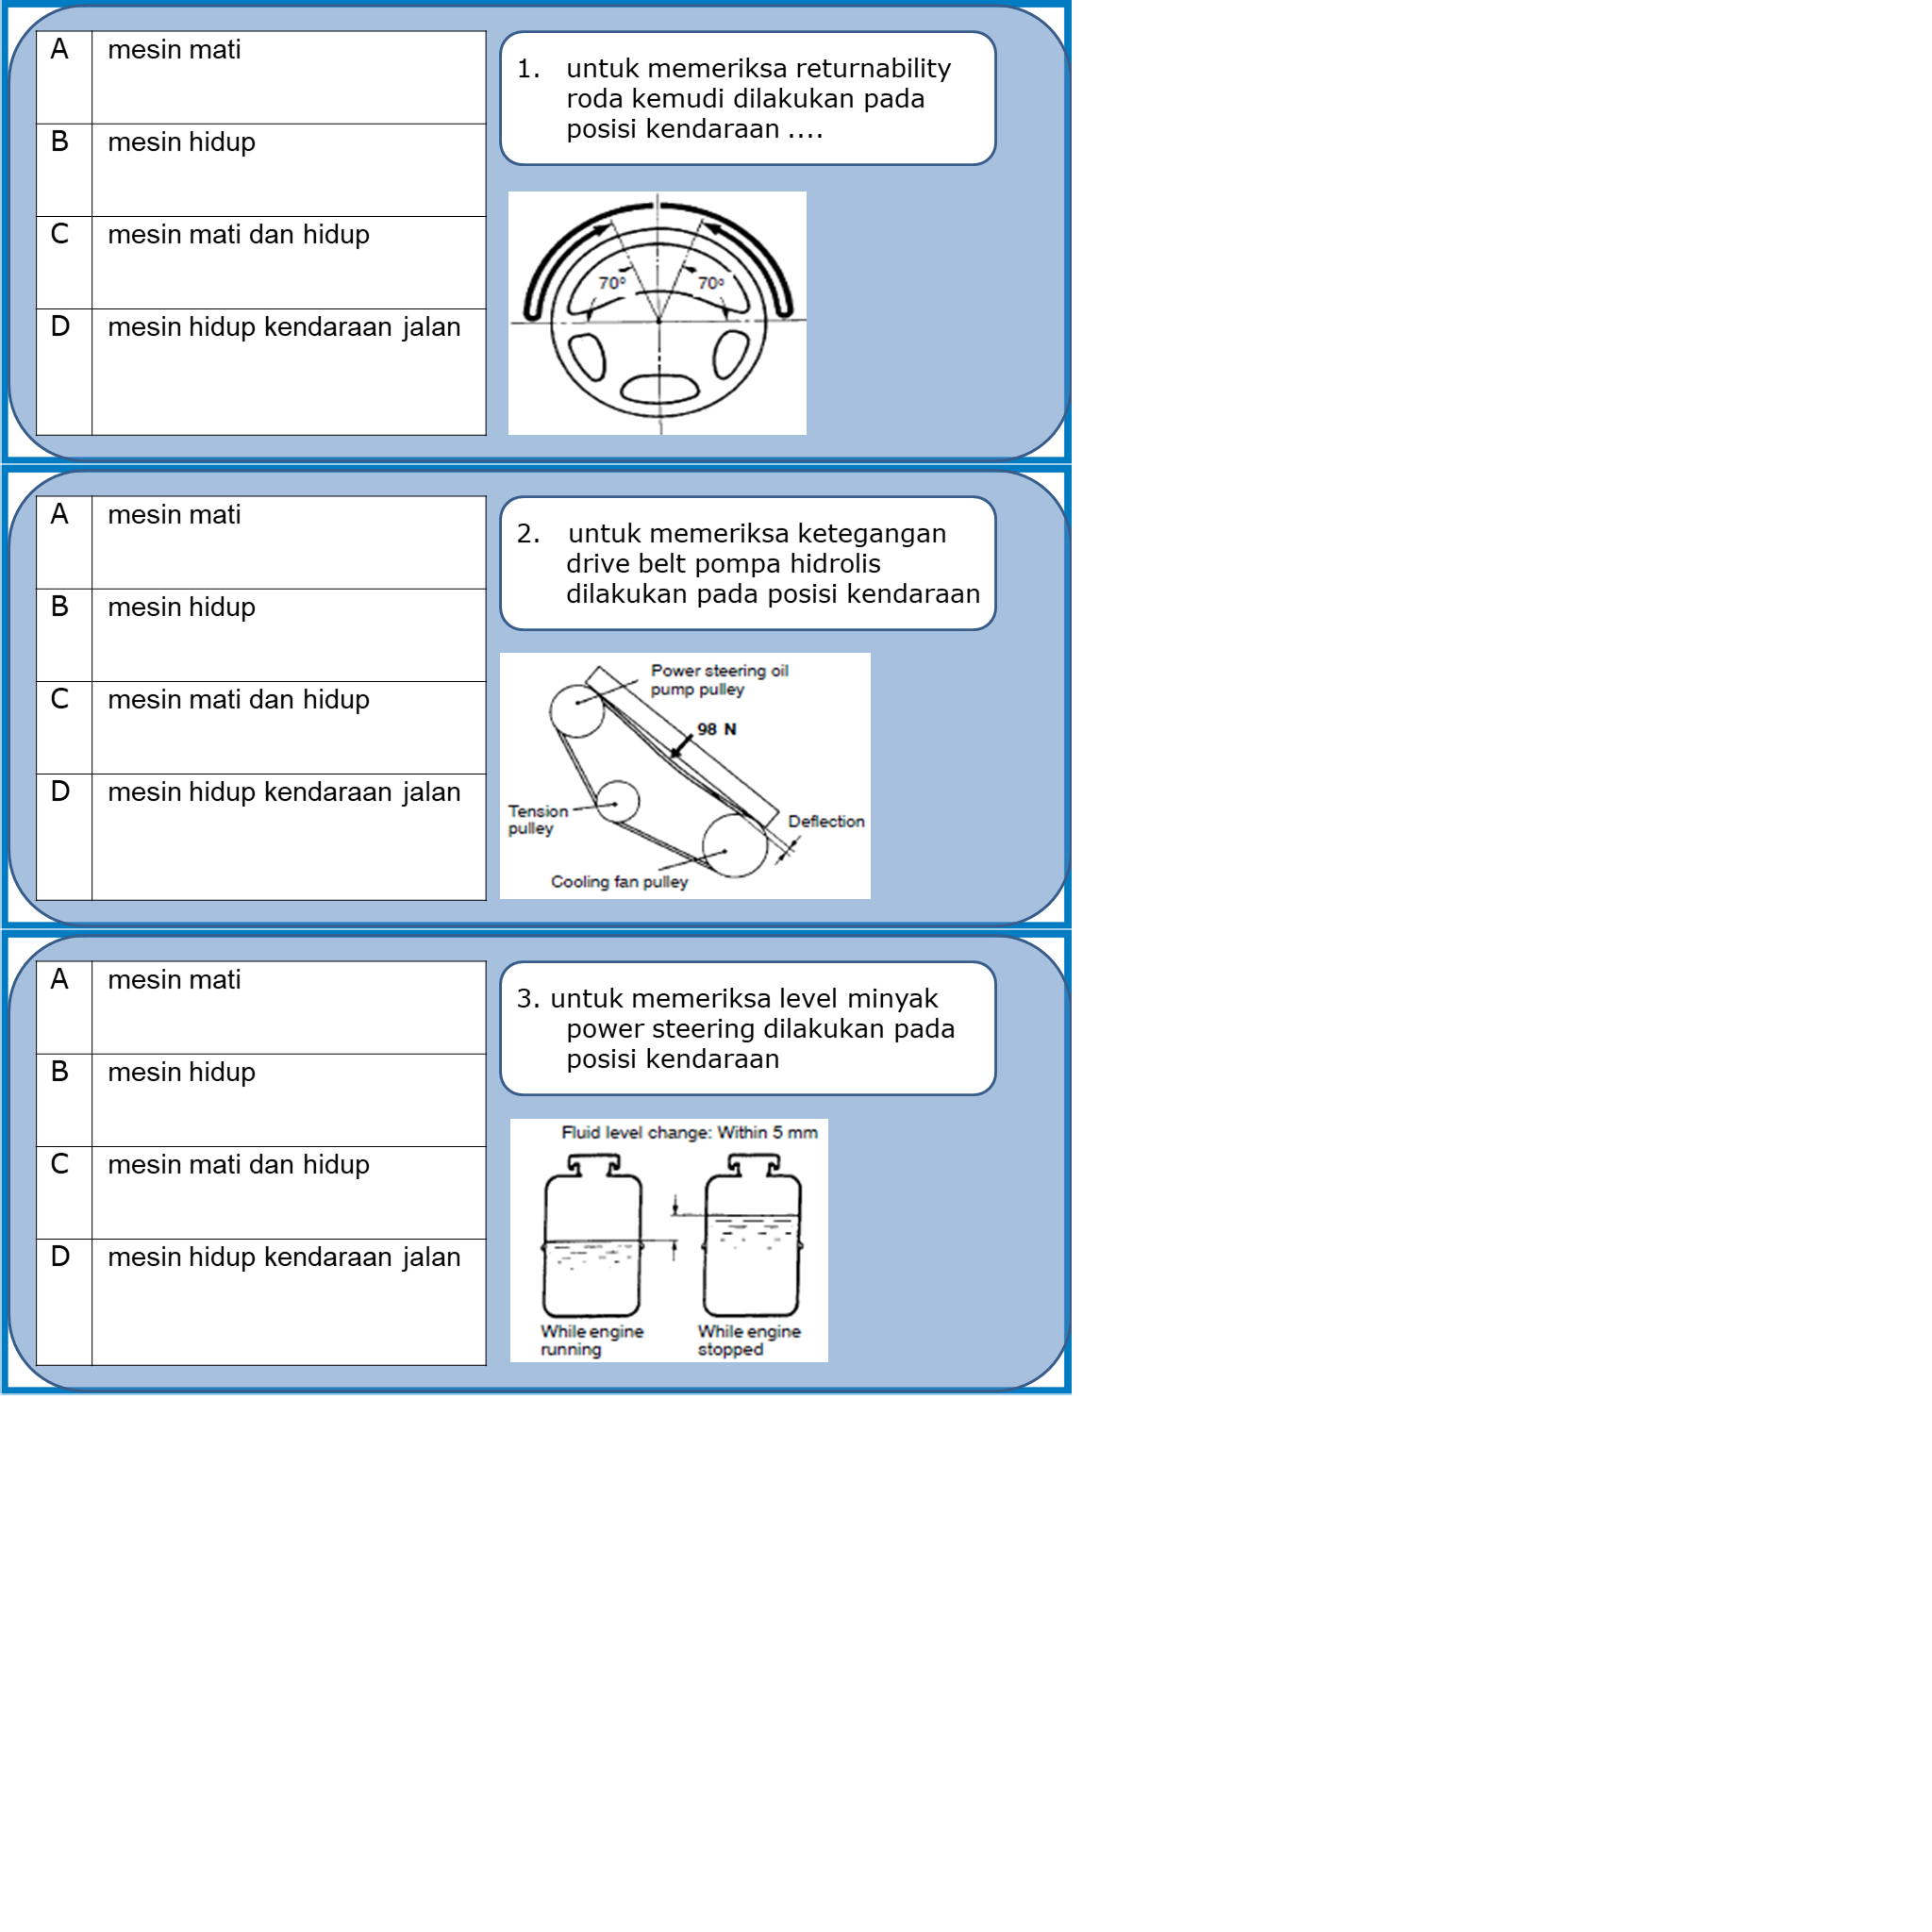 A mesin mati
B mesin hidup
C mesin mati dan hidup
D mesin hidup kendaraan jalan
1. untuk memeriksa returnability
roda kemudi dilakukan pada
posisi kendaraan ....
70° 70°
A mesin mati
B mesin hidup
C mesin mati dan hidup
D mesin hidup kendaraan jalan
2. untuk memeriksa ketegangan
drive belt pompa hidrolis
dilakukan pada posisi kendaraan
Power steering oil
pump pulley
98 N
Tension
pulley
Deflection
Cooling fan pulley
A mesin mati
B mesin hidup
C mesin mati dan hidup
D mesin hidup kendaraan jalan
3. untuk memeriksa level minyak
power steering dilakukan pada
posisi kendaraan
Fluid level change: Within 5 mm
While engine
running
While engine
stopped